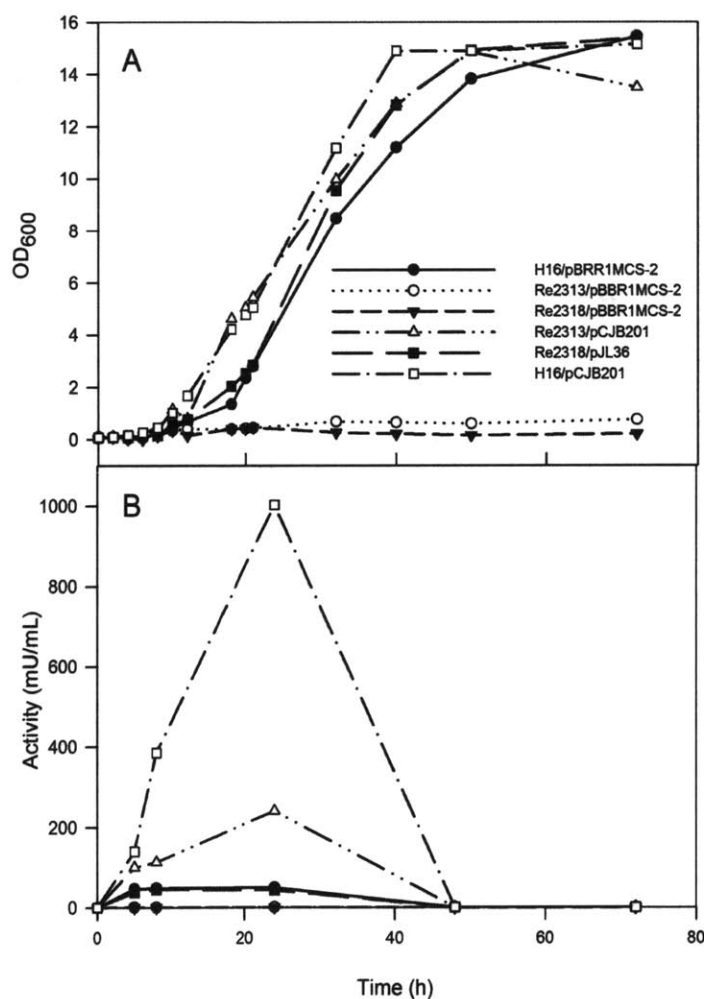 16
A
14
12
10
OD600
8
H16/pBRR1MCS-2
Re2313/pBBR1MCS-2
6
Re2318/pBBR1MCS-2
Re2313/pCJB201
4
Re2318/pJL36
H16/pCJB201
2
0
B
1000
800
Activity (mU/mL)
600
400
200
0
0 20 40 60 80
Time (h)